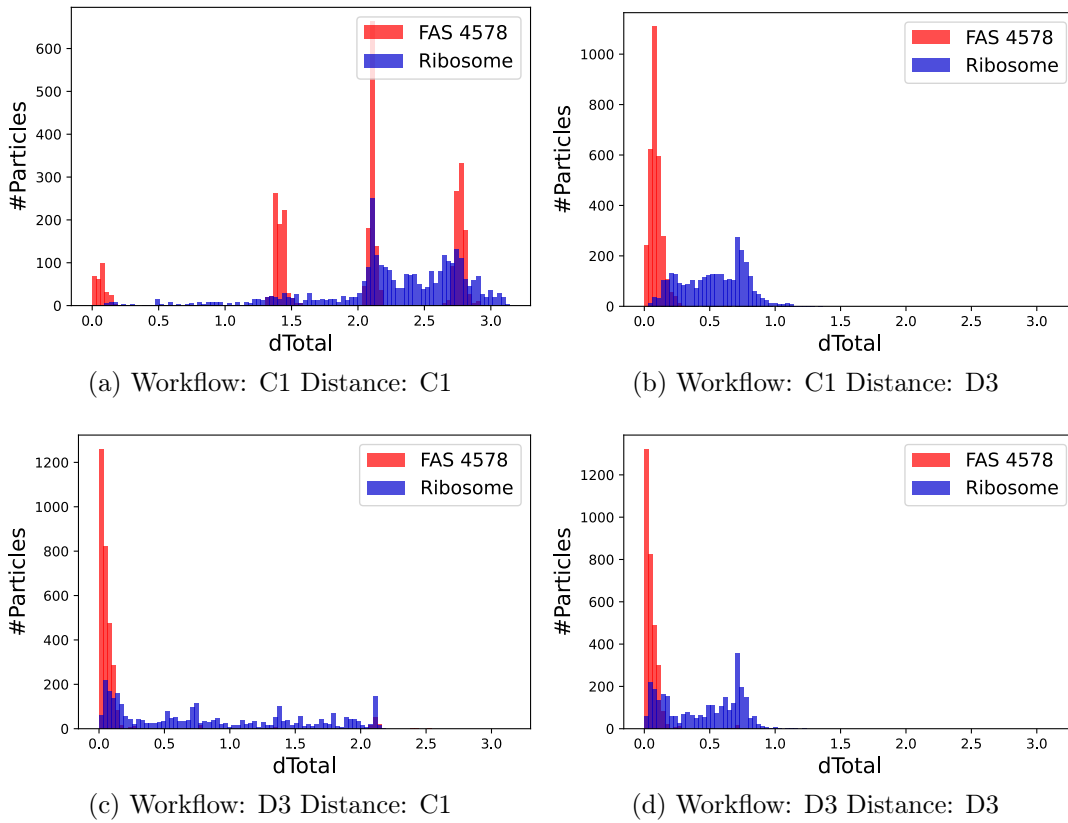 FAS 4578
Ribosome
600
500
400
300
200
100
0
#Particles
0.0 0.5 1.0 1.5 2.0 2.5 3.0
dTotal
(a) Workflow: C1 Distance: C1
FAS 4578
Ribosome
1000
800
600
400
200
0
#Particles
0.0 0.5 1.0 1.5 2.0 2.5 3.0
dTotal
(b) Workflow: C1 Distance: D3
FAS 4578
Ribosome
1200
1000
800
600
400
200
0
#Particles
0.0 0.5 1.0 1.5 2.0 2.5 3.0
dTotal
(c) Workflow: D3 Distance: C1
FAS 4578
Ribosome
1200
1000
800
600
400
200
0
#Particles
0.0 0.5 1.0 1.5 2.0 2.5 3.0
dTotal
(d) Workflow: D3 Distance: D3